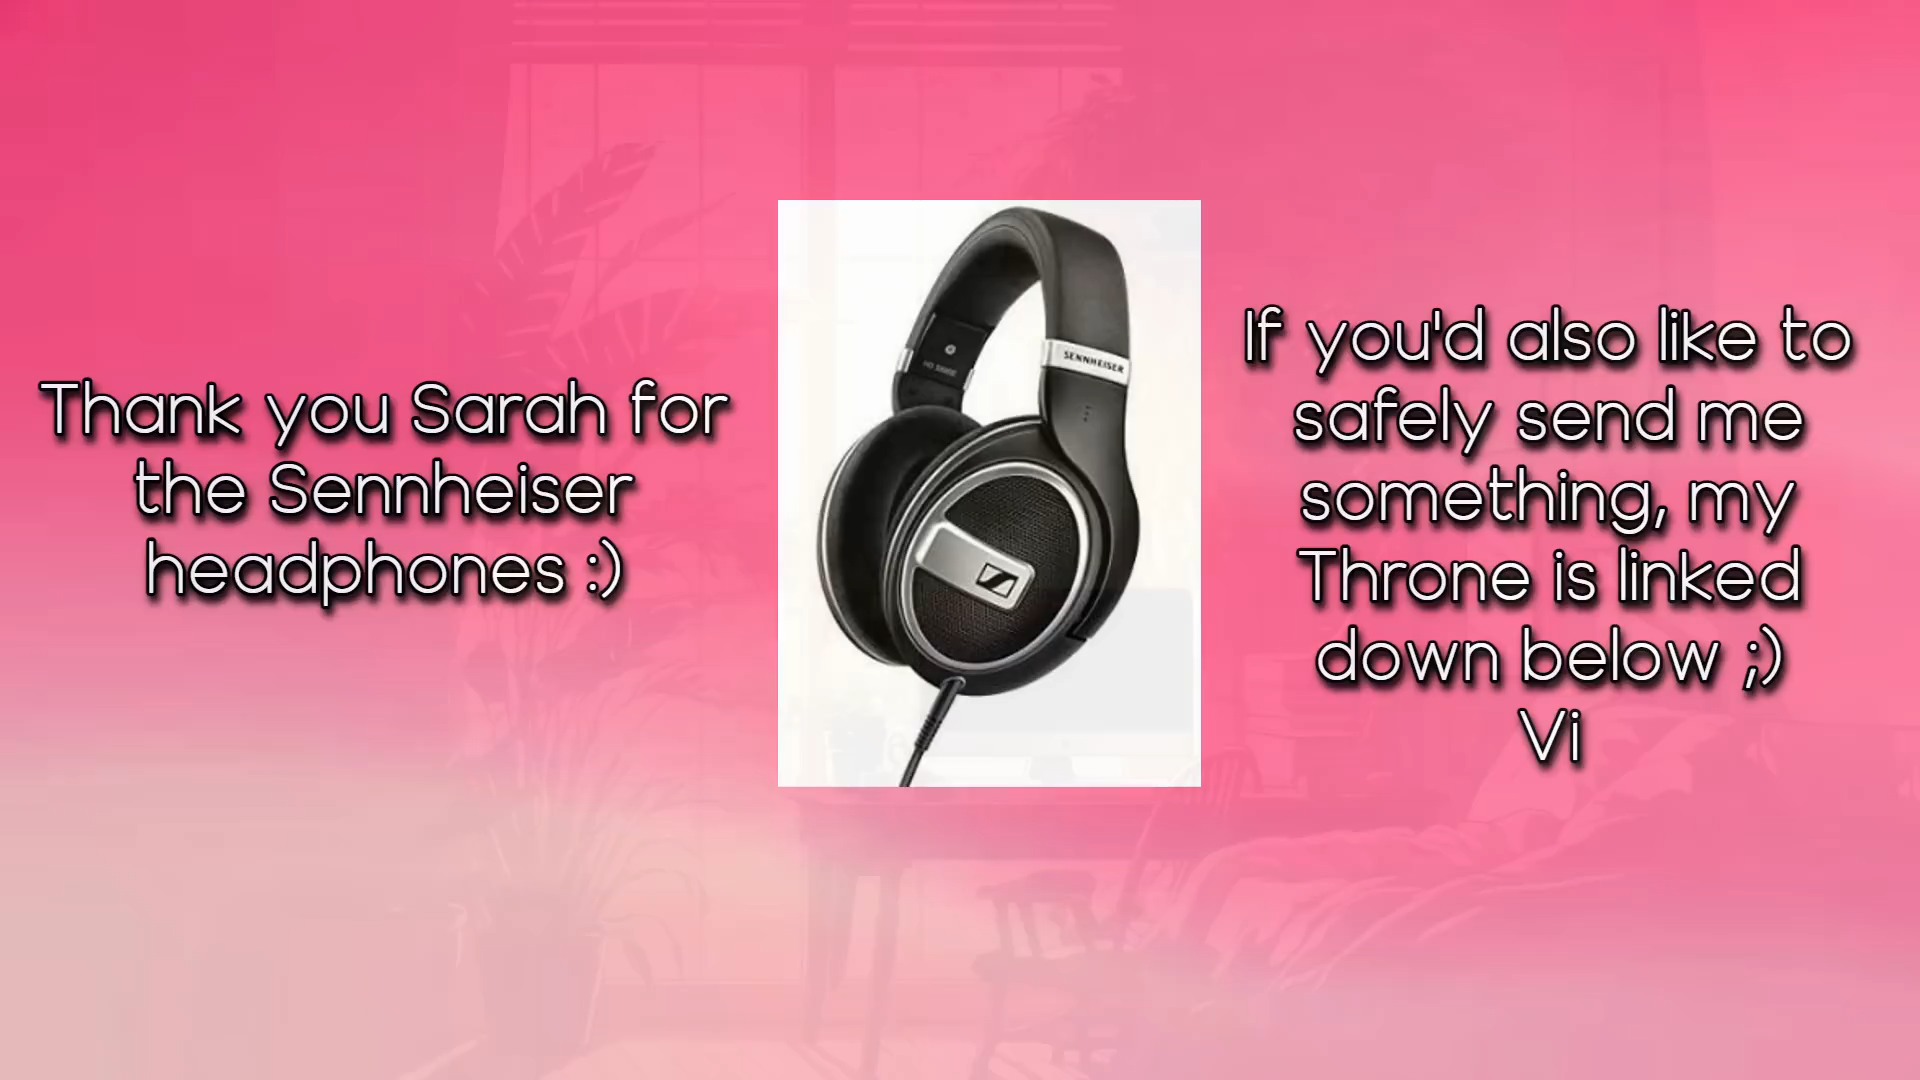 Thank you Sarah for
the Sennheiser
headphones :)
SENNHEISER
If you'd also like to
safely send me
something, my
Throne is linked
down below ;)
Vi